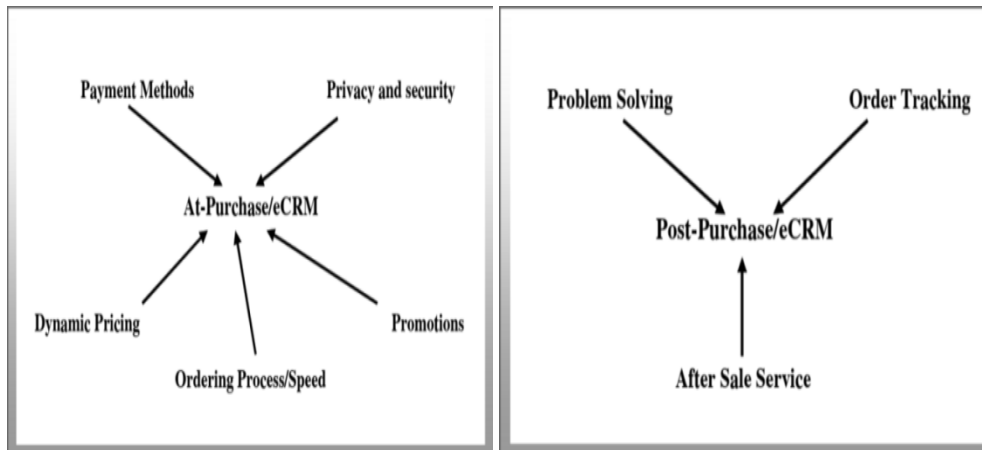 Payment Methods
Privacy and security
At-Purchase/eCRM
Dynamic Pricing
Promotions
Ordering Process/Speed
Problem Solving
Order Tracking
Post-Purchase/eCRM
After Sale Service